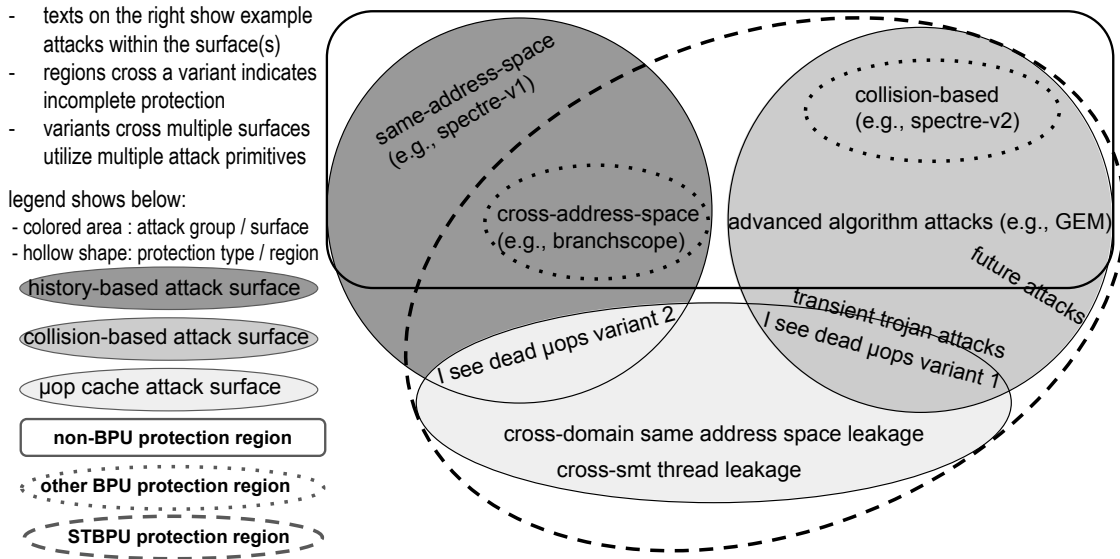 - texts on the right show example
attacks within the surface(s)
- regions cross a variant indicates
incomplete protection
- variants cross multiple surfaces
utilize multiple attack primitives
legend shows below:
- colored area : attack group / surface
- hollow shape: protection type / region
history-based attack surface
collision-based attack surface
μop cache attack surface
non-BPU protection region
other BPU protection region
STBPU protection region
same-address-space
(e.g., spectre-v1)
cross-address-space
(e.g., branchscope)
collision-based
(e.g., spectre-v2)
advanced algorithm attacks (e.g., GEM)
future attacks
transient trojan attacks
I see dead μops variant 2
I see dead μops variant 1
cross-domain same address space leakage
cross-smt thread leakage